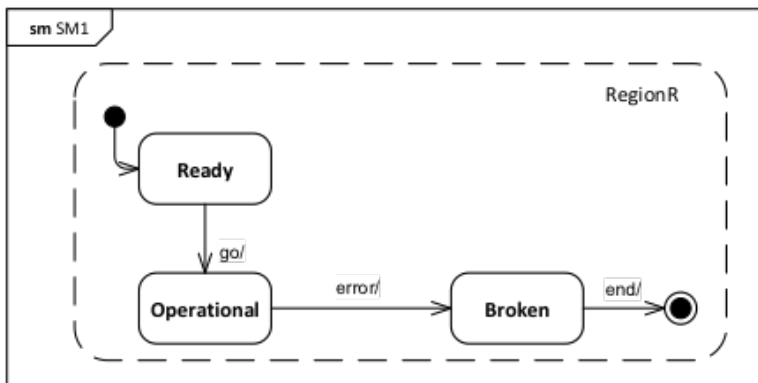 sm SM1
RegionR
Ready
go/
Operational
error/
Broken
end/